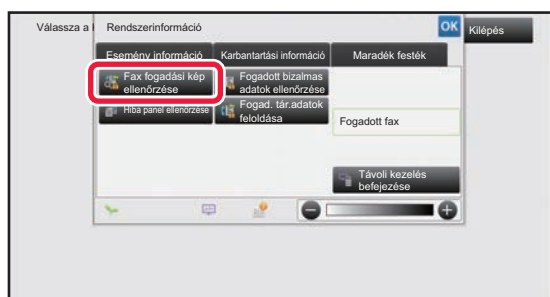 Válassza a
Rendszerinformáció
OK
Kilépés
Esemény információ
Karbantartási információ
Maradék festék
Fax fogadási kép
ellenőrzése
Fogadott bizalmas
adatok ellenőrzése
Hiba panel ellenőrzése
Fogad. tár.adatok
feloldása
Fogadott fax
Távoli kezelés
befejezése